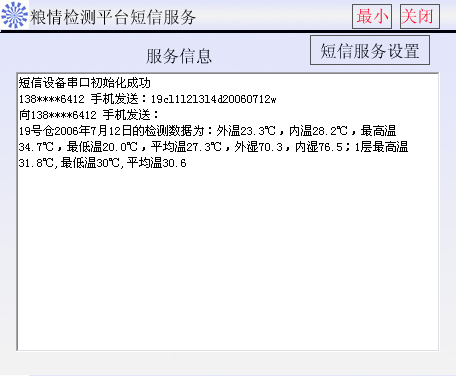 粮情检测平台短信服务
最小
关闭
服务信息
短信服务设置
短信设备串口初始化成功
138****6412 手机发送：19cl1l2l3l4d20060712w
向138****6412 手机发送：
19号仓2006年7月12日的检测数据为：外温23.3℃，内温28.2℃，最高温
34.7℃，最低温20.0℃，平均温27.3℃，外湿70.3，内湿76.5；1层最高温
31.8℃,最低温30℃,平均温30.6